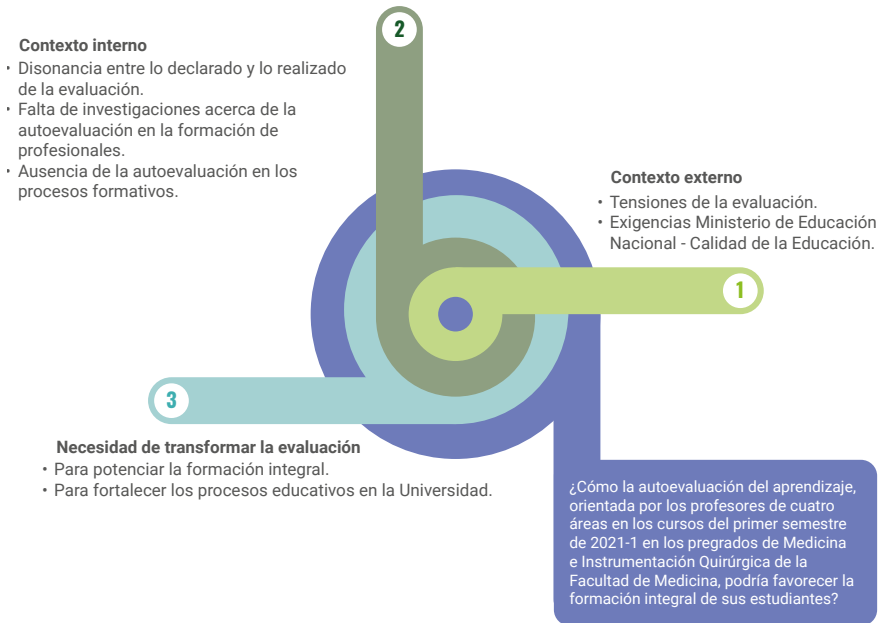 2
Contexto interno
· Disonancia entre lo declarado y lo realizado
de la evaluación.
· Falta de investigaciones acerca de la
autoevaluación en la formación de
profesionales.
· Ausencia de la autoevaluación en los
procesos formativos.
Contexto externo
· Tensiones de la evaluación.
· Exigencias Ministerio de Educación
Nacional - Calidad de la Educación.
1
3
Necesidad de transformar la evaluación
· Para potenciar la formación integral.
· Para fortalecer los procesos educativos en la Universidad.
¿Cómo la autoevaluación del aprendizaje,
orientada por los profesores de cuatro
áreas en los cursos del primer semestre
de 2021-1 en los pregrados de Medicina
e Instrumentación Quirúrgica de la
Facultad de Medicina, podría favorecer la
formación integral de sus estudiantes?